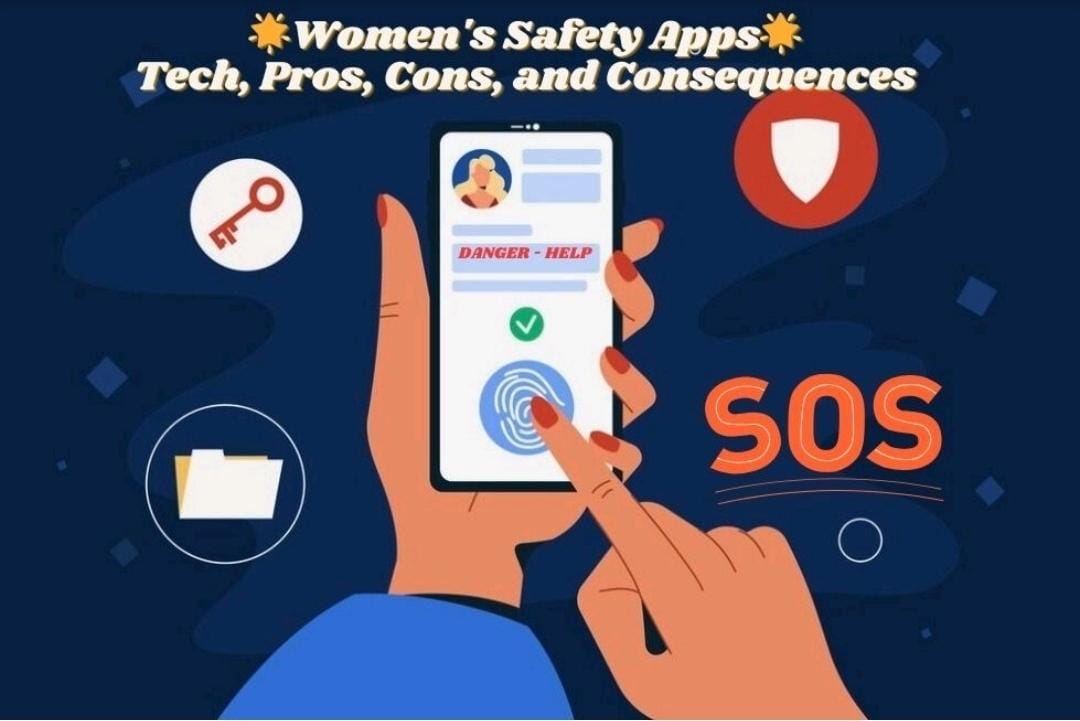 🌟Women's Safety Apps🌟
Tech, Pros, Cons, and Consequences
DANGER - HELP
SOS